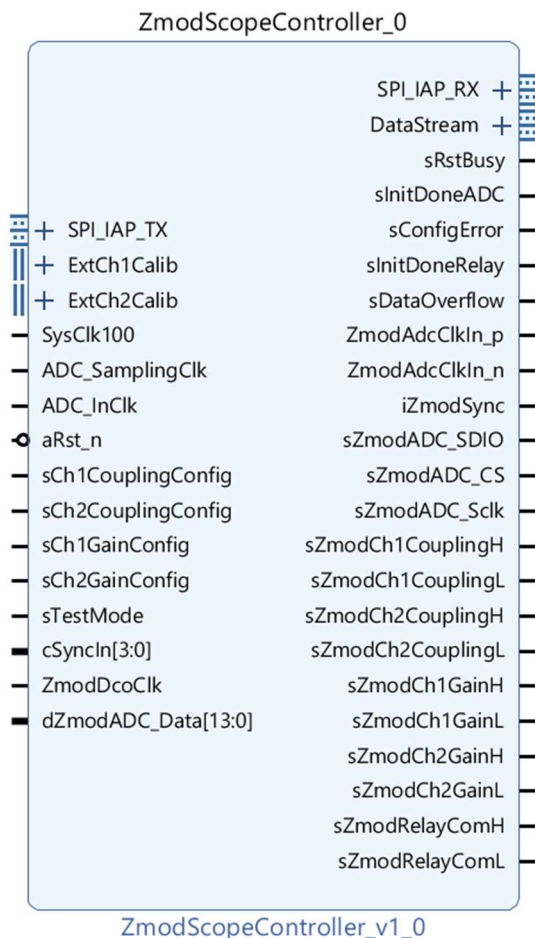 ZmodScopeController_0
SPI_IAP_RX
DataStream
sRstBusy
sInitDoneADC
SPI_IAP_TX
sConfigError
ExtCh1Calib
sInitDoneRelay
ExtCh2Calib
sDataOverflow
SysClk100
ZmodAdcClkIn_p
ADC_SamplingClk
ZmodAdcClkIn_n
ADC_InClk
iZmodSync
aRst_n
sZmodADC_SDIO
sCh1CouplingConfig
sZmodADC_CS
sCh2CouplingConfig
sZmodADC_Sclk
sCh1GainConfig
sZmodCh1CouplingH
sCh2GainConfig
sZmodCh1CouplingL
sTestMode
sZmodCh2CouplingH
cSyncIn[3:0]
sZmodCh2CouplingL
ZmodDcoClk
sZmodCh1GainH
dZmodADC_Data[13:0]
sZmodCh1GainL
sZmodCh2GainH
sZmodCh2GainL
sZmodRelayComH
sZmodRelayComL
ZmodScopeController_v1_0